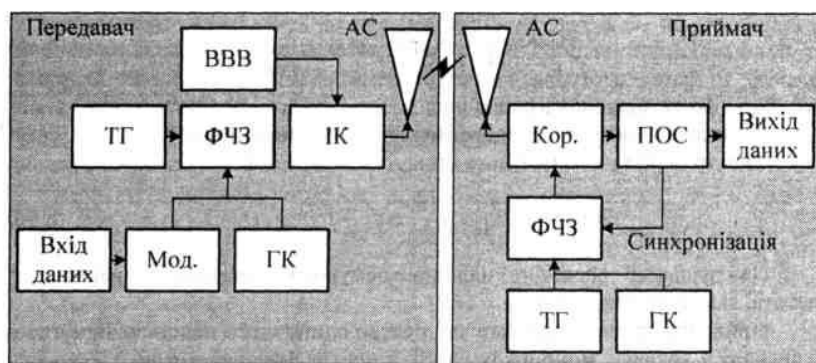 Передавач
АС
АС
Приймач
ВВВ
ТГ
ФЧЗ
ІК
Кор.
ПОС
Вихід
даних
Вхід
даних
Мод.
ГК
ФЧЗ
Синхронізація
ТГ
ГК